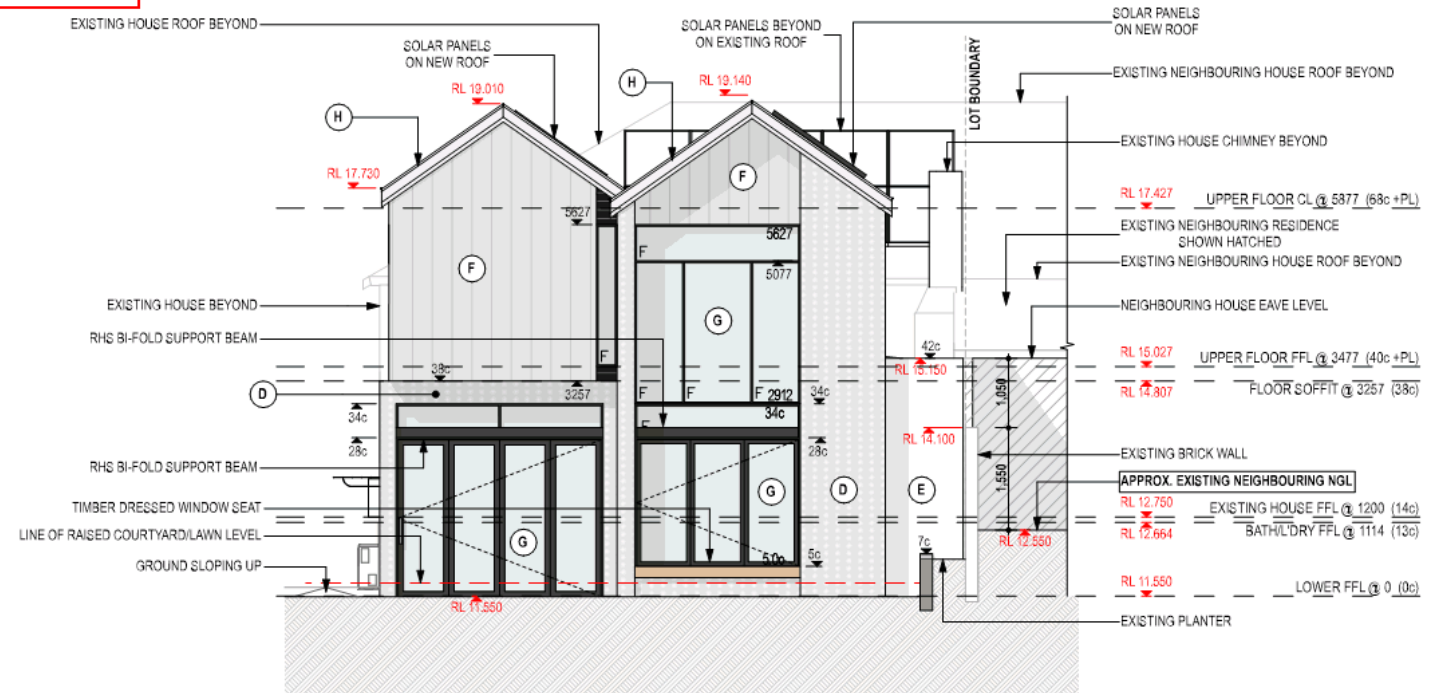 EXISTING HOUSE ROOF BEYOND
SOLAR PANELS
ON NEW ROOF
SOLAR PANELS BEYOND
ON EXISTING ROOF
SOLAR PANELS
ON NEW ROOF
LOT BOUNDARY
EXISTING NEIGHBOURING HOUSE ROOF BEYOND
RL 19.010
RL 19.140
H
H
EXISTING HOUSE CHIMNEY BEYOND
RL 17.730
F
RL 17.427
UPPER FLOOR CL @ 5877 (68c +PL)
5627
5627
F
EXISTING NEIGHBOURING RESIDENCE
SHOWN HATCHED
EXISTING NEIGHBOURING HOUSE ROOF BEYOND
F
5077
EXISTING HOUSE BEYOND
NEIGHBOURING HOUSE EAVE LEVEL
G
RHS BI-FOLD SUPPORT BEAM
F
42c
RL 15.150
RL 15.027
UPPER FLOOR FFL @ 3477 (40c +PL)
38c
D
3257
F
F
F
2912
34c
RL 14.807
FLOOR SOFFIT @ 3257 (38c)
1,050
34c
34c
F
28c
28c
RL 14.100
EXISTING BRICK WALL
RHS BI-FOLD SUPPORT BEAM
1,550
APPROX. EXISTING NEIGHBOURING NGL
G
D
E
TIMBER DRESSED WINDOW SEAT
RL 12.750
EXISTING HOUSE FFL @ 1200 (14c)
LINE OF RAISED COURTYARD/LAWN LEVEL
G
7c
RL 12.550
RL 12.664
BATH/L'DRY FFL @ 1114 (13c)
GROUND SLOPING UP
5.0c
5c
RL 11.550
RL 11.550
LOWER FFL @ 0 (0c)
EXISTING PLANTER